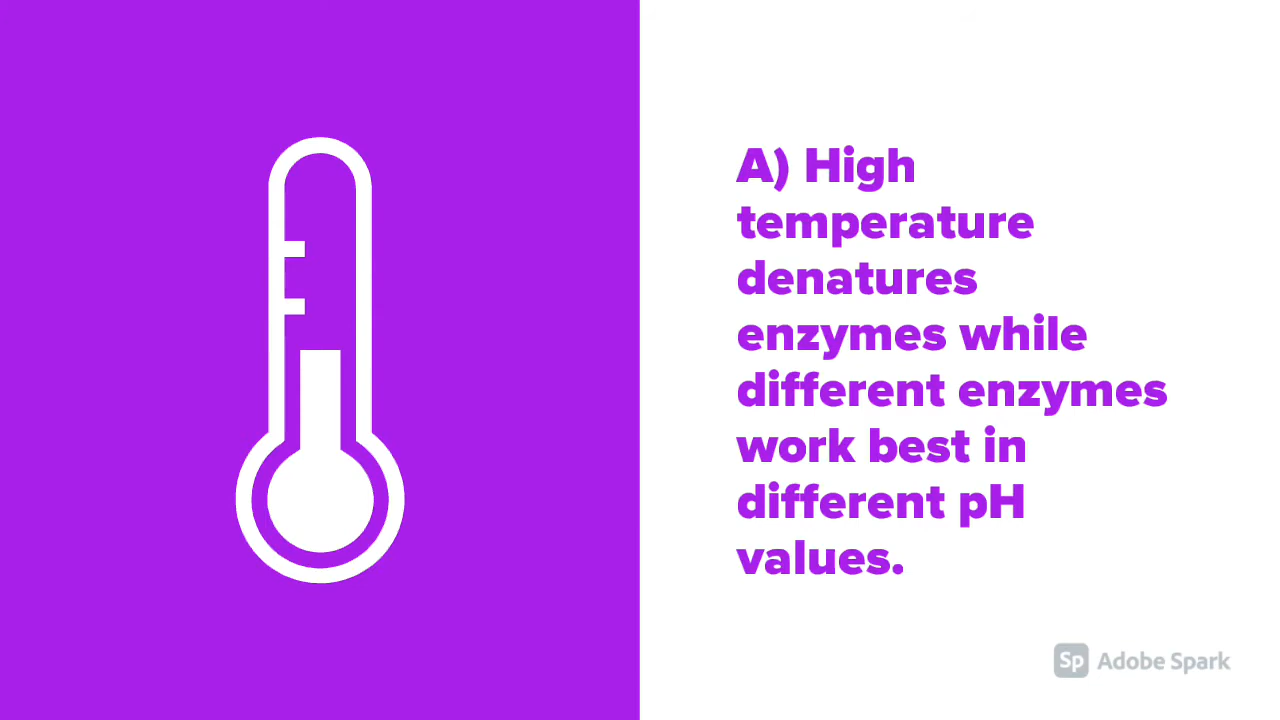 A) High
temperature
denatures
enzymes while
different enzymes
work best in
different pH
values.
Sp Adobe Spark